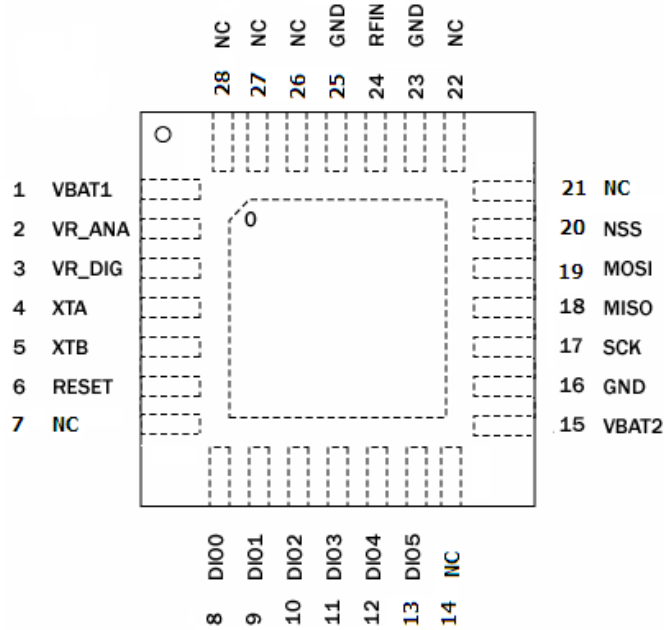 NC NC NC GND RFIN GND NC
28 27 26 25 24 23 22
1 VBAT1
2 VR_ANA
3 VR_DIG
4 XTA
5 XTB
6 RESET
7 NC
0
21 NC
20 NSS
19 MOSI
18 MISO
17 SCK
16 GND
15 VBAT2
DIO0 DIO1 DIO2 DIO3 DIO4 DIO5 NC
8 9 10 11 12 13 14